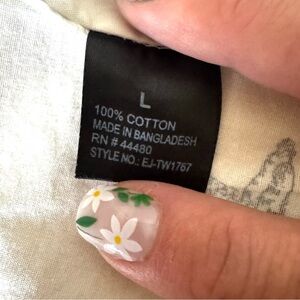 L
100% COTTON
MADE IN BANGLADESH
RN # 44480
STYLE NO.: EJ-TW1767